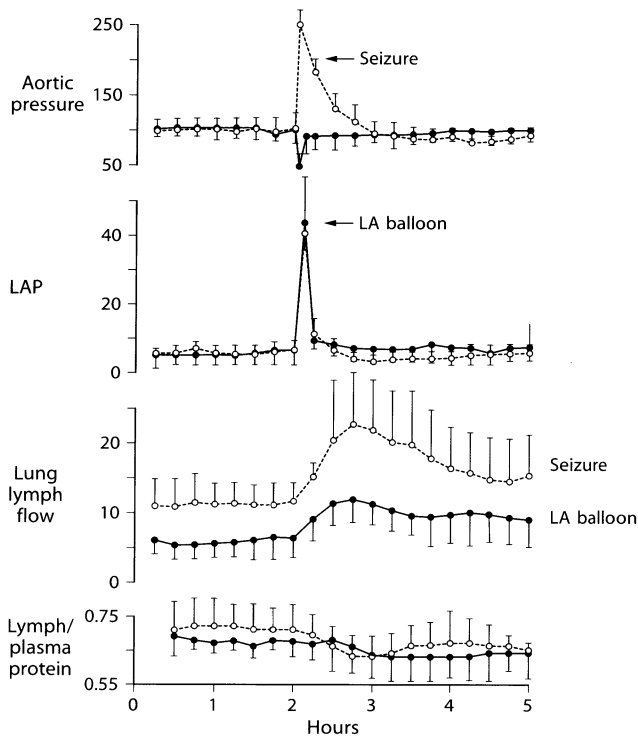 250
Seizure
Aortic
pressure
150
50
LA balloon
40
LAP
20
0
20
Seizure
Lung
lymph
flow
10
LA balloon
0
0.75
Lymph/
plasma
protein
0.55
0 1 2 3 4 5
Hours